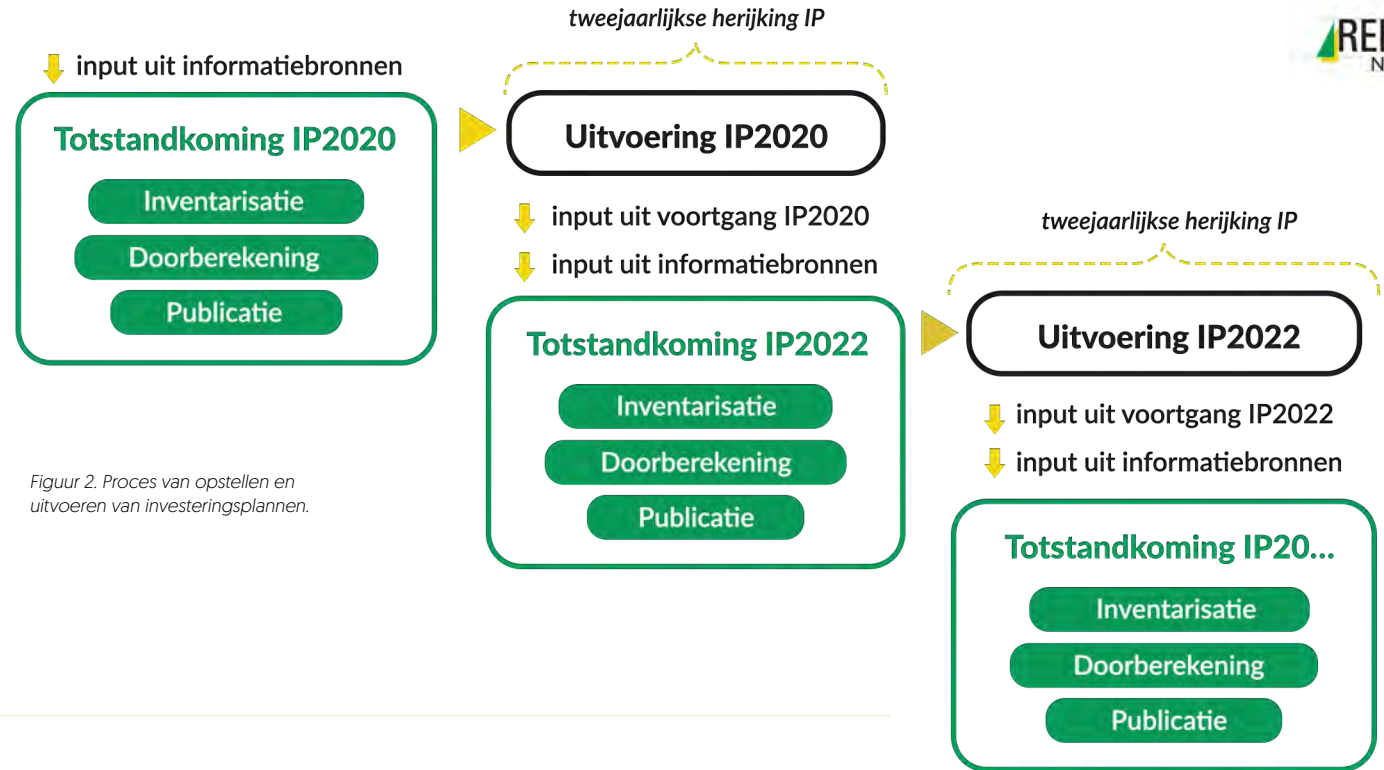 tweejaarlijkse herijking IP
input uit informatiebronnen
Totstandkoming IP2020
Inventarisatie
Doorberekening
Publicatie
Uitvoering IP2020
input uit voortgang IP2020
input uit informatiebronnen
Totstandkoming IP2022
Inventarisatie
Doorberekening
Publicatie
tweejaarlijkse herijking IP
Uitvoering IP2022
input uit voortgang IP2022
input uit informatiebronnen
Totstandkoming IP20...
Inventarisatie
Doorberekening
Publicatie
Figuur 2. Proces van opstellen en
uitvoeren van investeringsplannen.